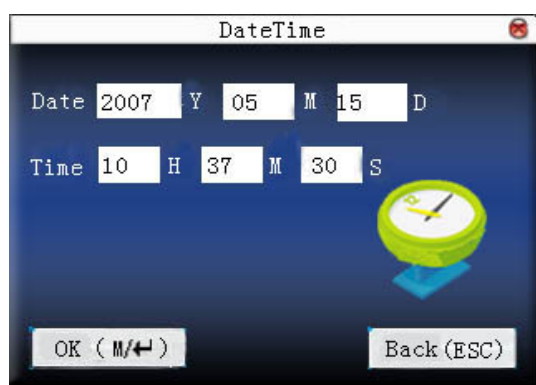 DateTime
Date 2007 Y 05 M 15 D
Time 10 H 37 M 30 S
OK ( M/↵ )
Back (ESC)